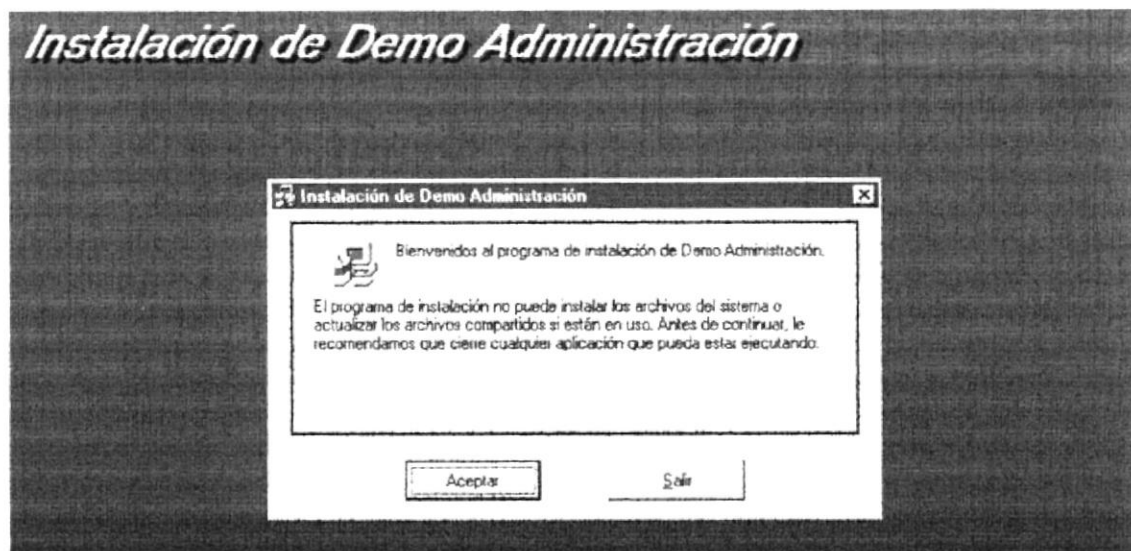 Instalación de Demo Administración
Instalación de Demo Administración
Bienvenidos al programa de instalación de Demo Administración.
El programa de instalación no puede instalar los archivos del sistema o
actualizar los archivos compartidos si están en uso. Antes de continuar, le
recomendamos que cierre cualquier aplicación que pueda estar ejecutando.
Aceptar
Salir